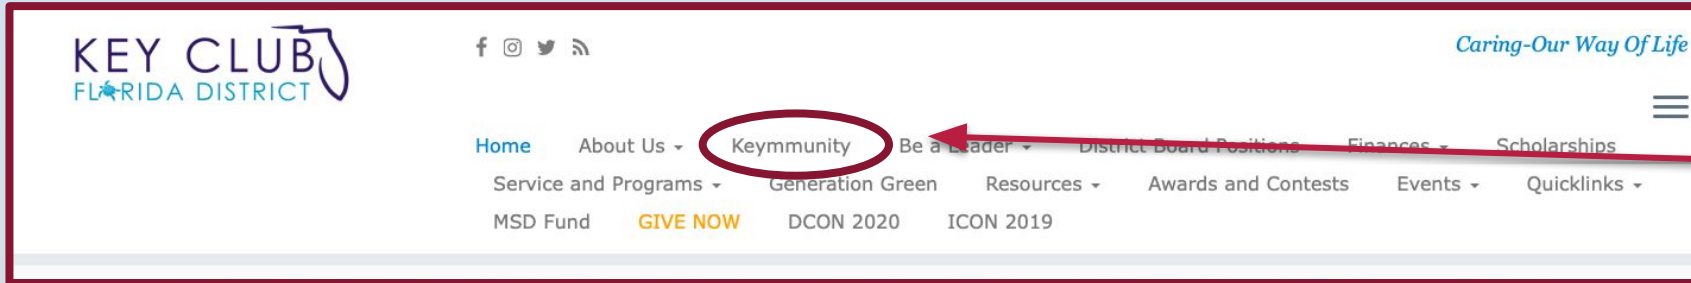 KEY CLUB
FLORIDA DISTRICT
Caring-Our Way Of Life
Home About Us Keymmunity Be a Leader District Board Positions Finances Scholarships
Service and Programs Generation Green Resources Awards and Contests Events Quicklinks
MSD Fund GIVE NOW DCON 2020 ICON 2019